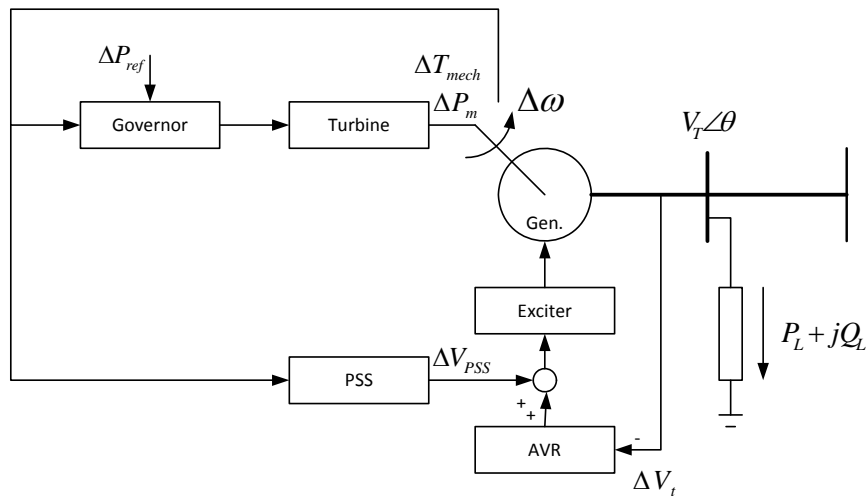 ΔP_ref
ΔT_mech
ΔP_m
Δω
V_T∠θ
Governor
Turbine
Gen.
Exciter
P_L + jQ_L
PSS
ΔV_PSS
+
+
AVR
-
ΔV_t